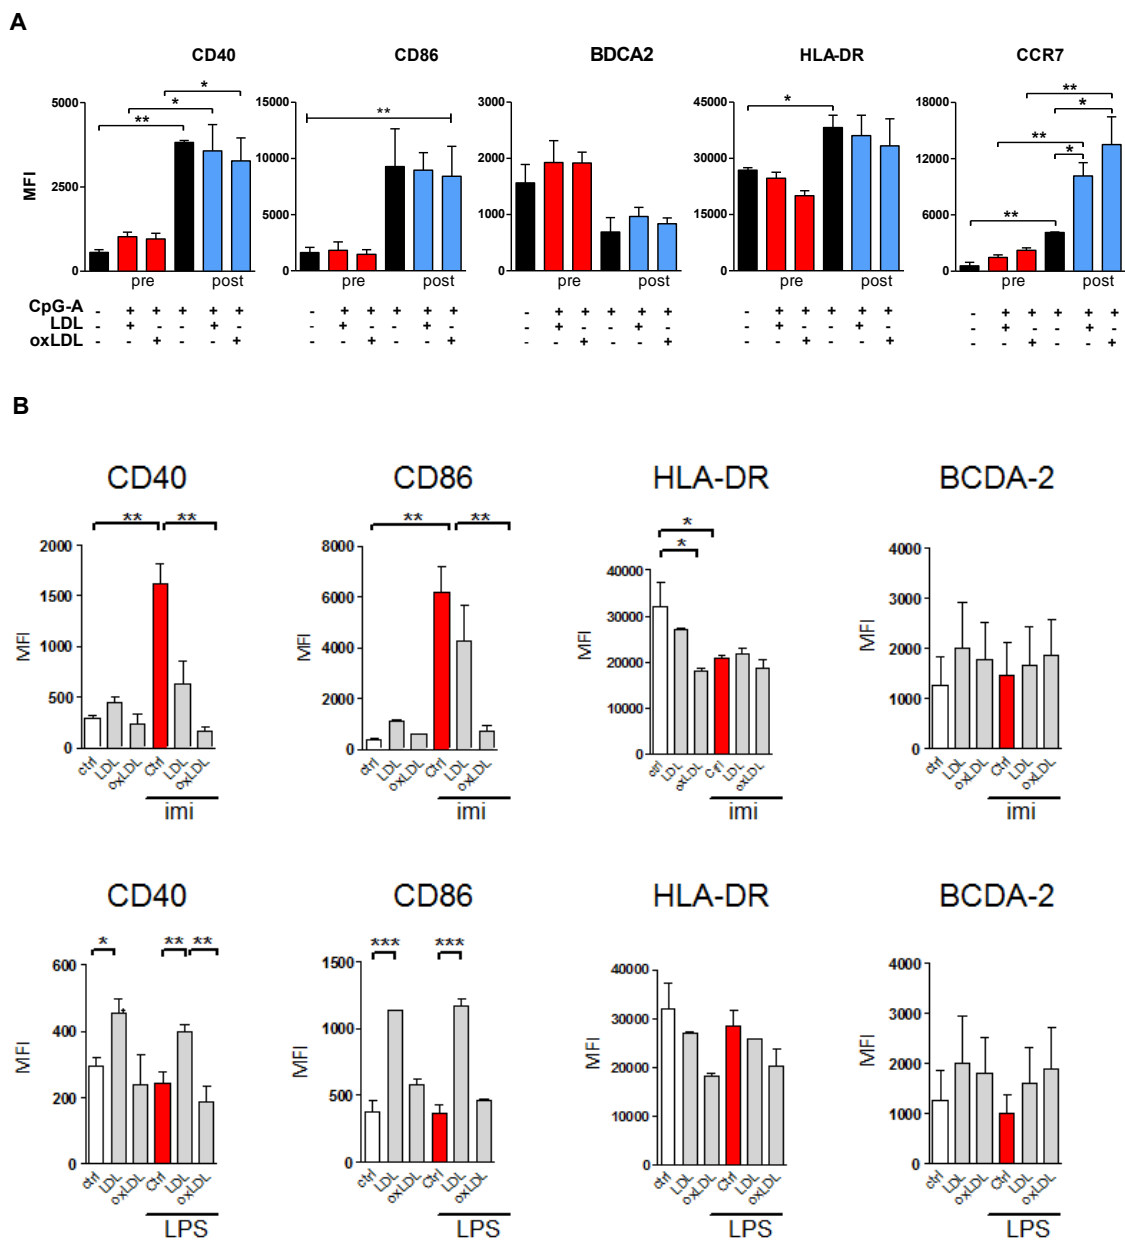 A
CD40 CD86 BDCA2 HLA-DR CCR7
* * ** ** * ** * ** * **
MFI
5000 2500 0
15000 10000 5000 0
3000 2000 1000 0
45000 30000 15000 0
18000 12000 6000 0
pre post pre post pre post pre post pre post
CpG-A - + + + + + - + + + + + - + + + + + - + + + + + - + + + + +
LDL - + - - + - - + - - + - - + - - + - - + - - + - - + - - + -
oxLDL - - + - - + - - + - - + - - + - - + - - + - - + - - + - - +
B
CD40 CD86 HLA-DR BCDA-2
** ** ** ** * *
MFI 2000 1500 1000 500 0
MFI 8000 6000 4000 2000 0
MFI 40000 30000 20000 10000 0
MFI 4000 3000 2000 1000 0
ctrl LDL oxLDL Ctrl LDL oxLDL ctrl LDL oxLDL Ctrl LDL oxLDL ctrl LDL oxLDL Ctrl LDL oxLDL ctrl LDL oxLDL Ctrl LDL oxLDL
imi imi imi imi
CD40 CD86 HLA-DR BCDA-2
* ** ** *** ***
MFI 600 400 200 0
MFI 1500 1000 500 0
MFI 40000 30000 20000 10000 0
MFI 4000 3000 2000 1000 0
ctrl LDL oxLDL Ctrl LDL oxLDL ctrl LDL oxLDL Ctrl LDL oxLDL ctrl LDL oxLDL Ctrl LDL oxLDL ctrl LDL oxLDL Ctrl LDL oxLDL
LPS LPS LPS LPS